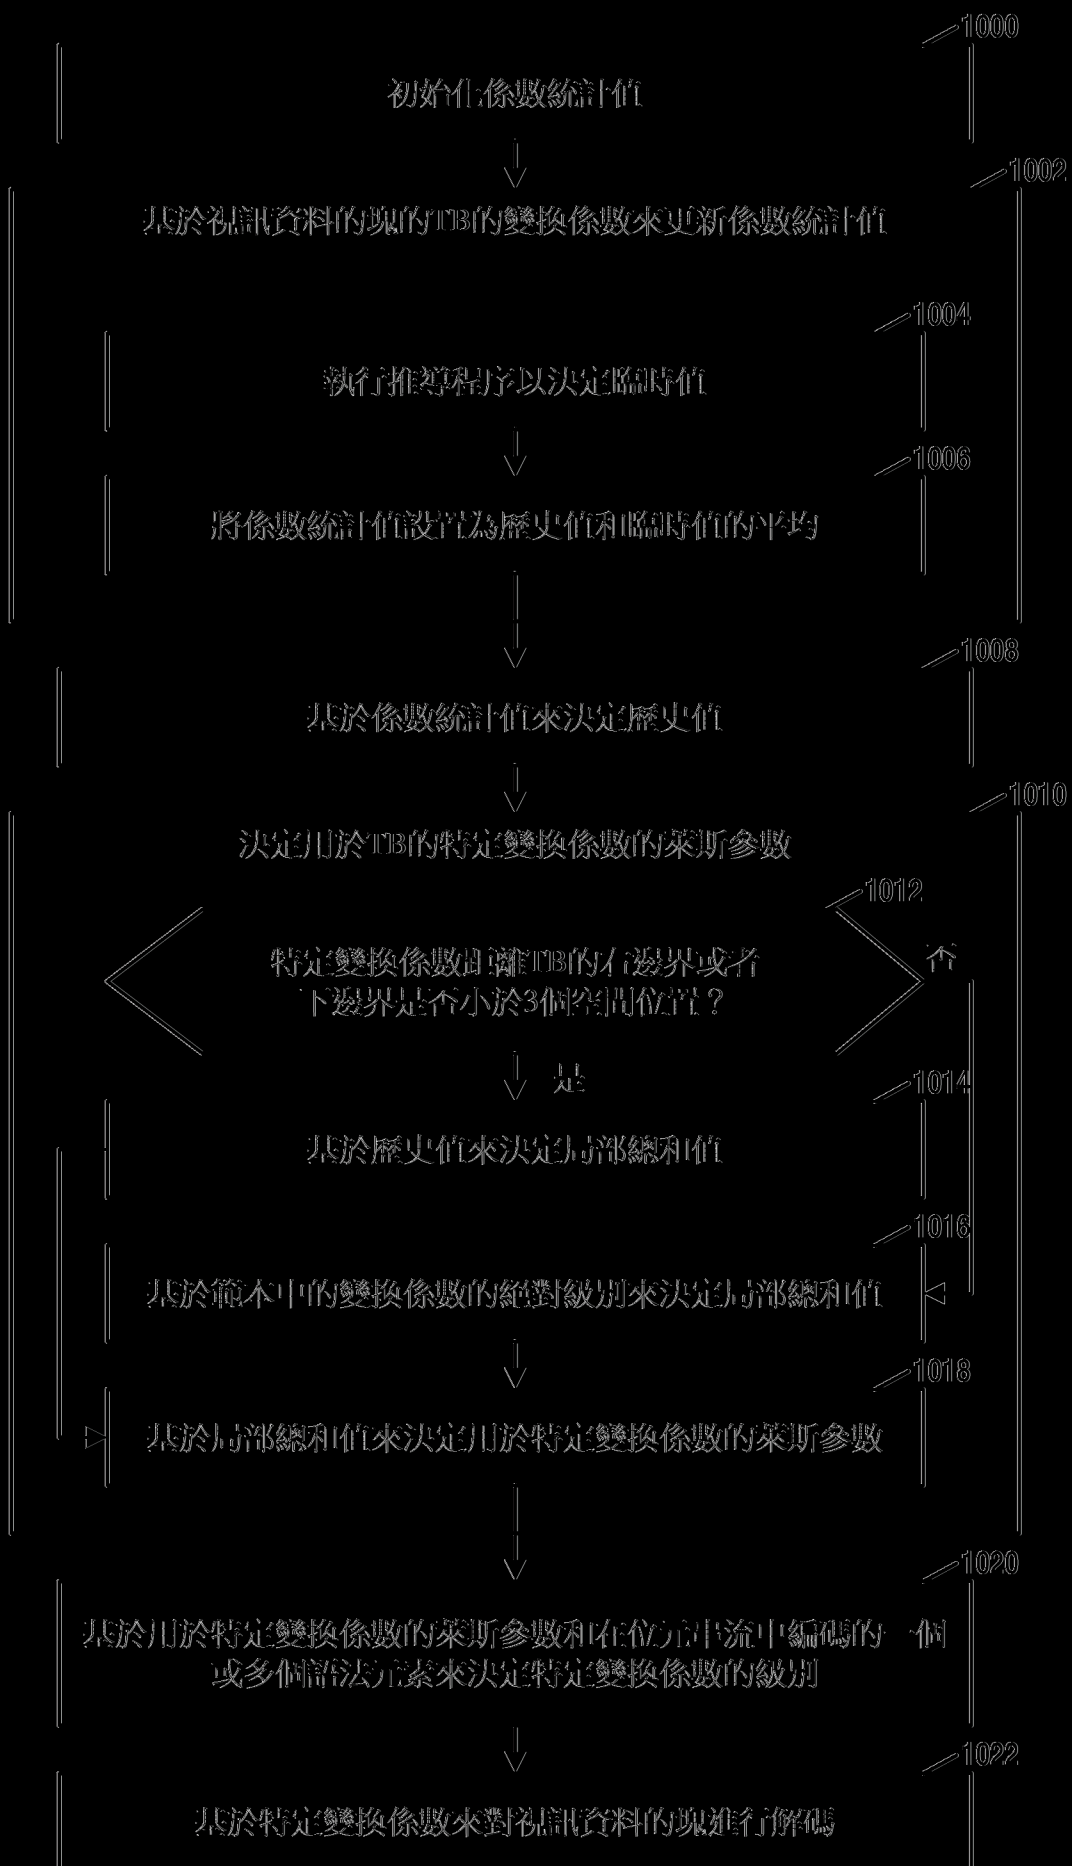 1000
初始化係數統計值
1002
基於視訊資料的塊的TB的變換係數來更新係數統計值
1004
執行推導程序以決定臨時值
1006
將係數統計值設置為歷史值和臨時值的平均
1008
基於係數統計值來決定歷史值
1010
決定用於TB的特定變換係數的萊斯參數
1012
特定變換係數距離TB的右邊界或者
下邊界是否小於3個空間位置？
否
是
1014
基於歷史值來決定局部總和值
1016
基於範本中的變換係數的絕對級別來決定局部總和值
1018
基於局部總和值來決定用於特定變換係數的萊斯參數
1020
基於用於特定變換係數的萊斯參數和在位元串流中編碼的一個
或多個語法元素來決定特定變換係數的級別
1022
基於特定變換係數來對視訊資料的塊進行解碼